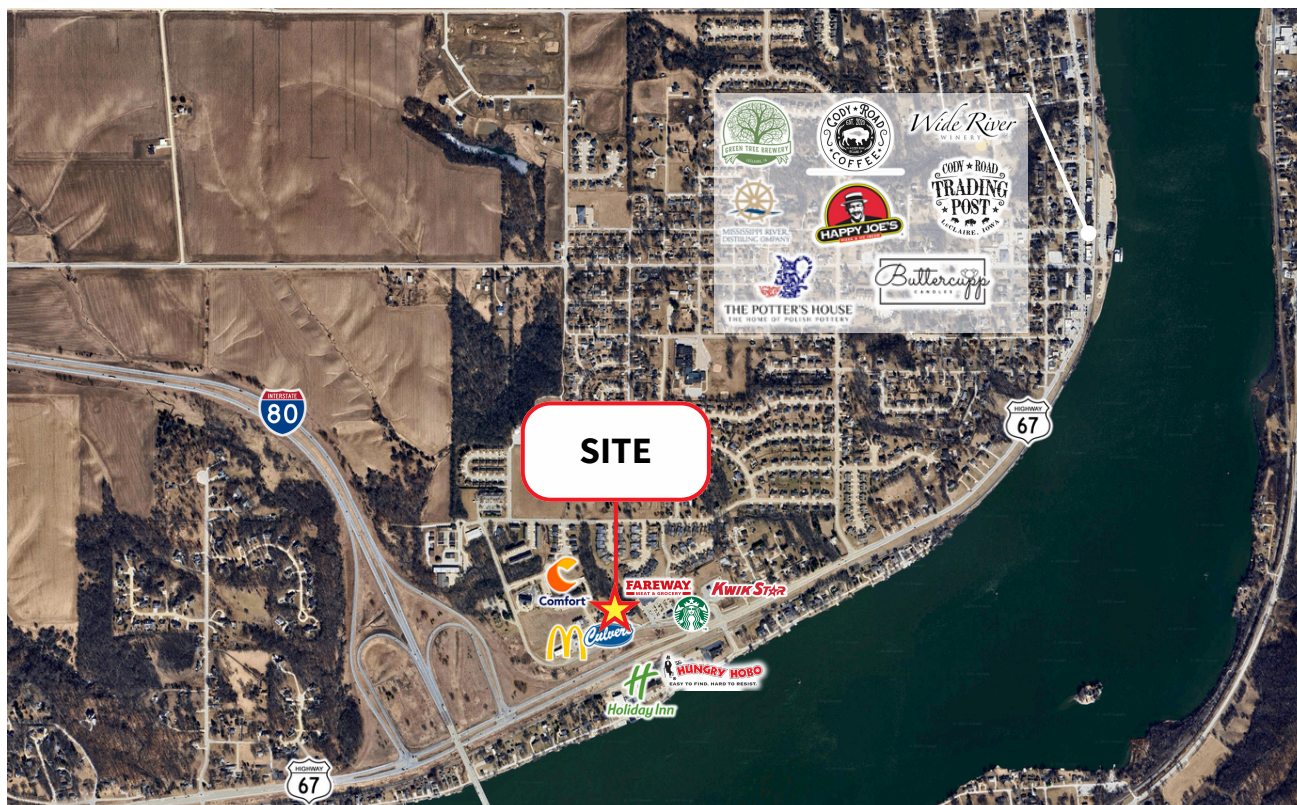 GREEN TREE BREWERY
CODY ★ ROAD
COFFEE
Wide River
WINERY
MISSISSIPPI RIVER
DISTILLING COMPANY
HAPPY JOE'S
CODY ★ ROAD
TRADING
POST
LECLAIRE, IOWA
THE POTTER'S HOUSE
THE HOME OF POLISH POTTERY
Buttercupp
CANDLES
INTERSTATE
80
HIGHWAY
67
SITE
Comfort
FAREWAY
MEAT & GROCERY
KWIK STAR
M
Culver's
HUNGRY HOBO
EASY TO FIND. HARD TO RESIST.
H
Holiday Inn
HIGHWAY
67